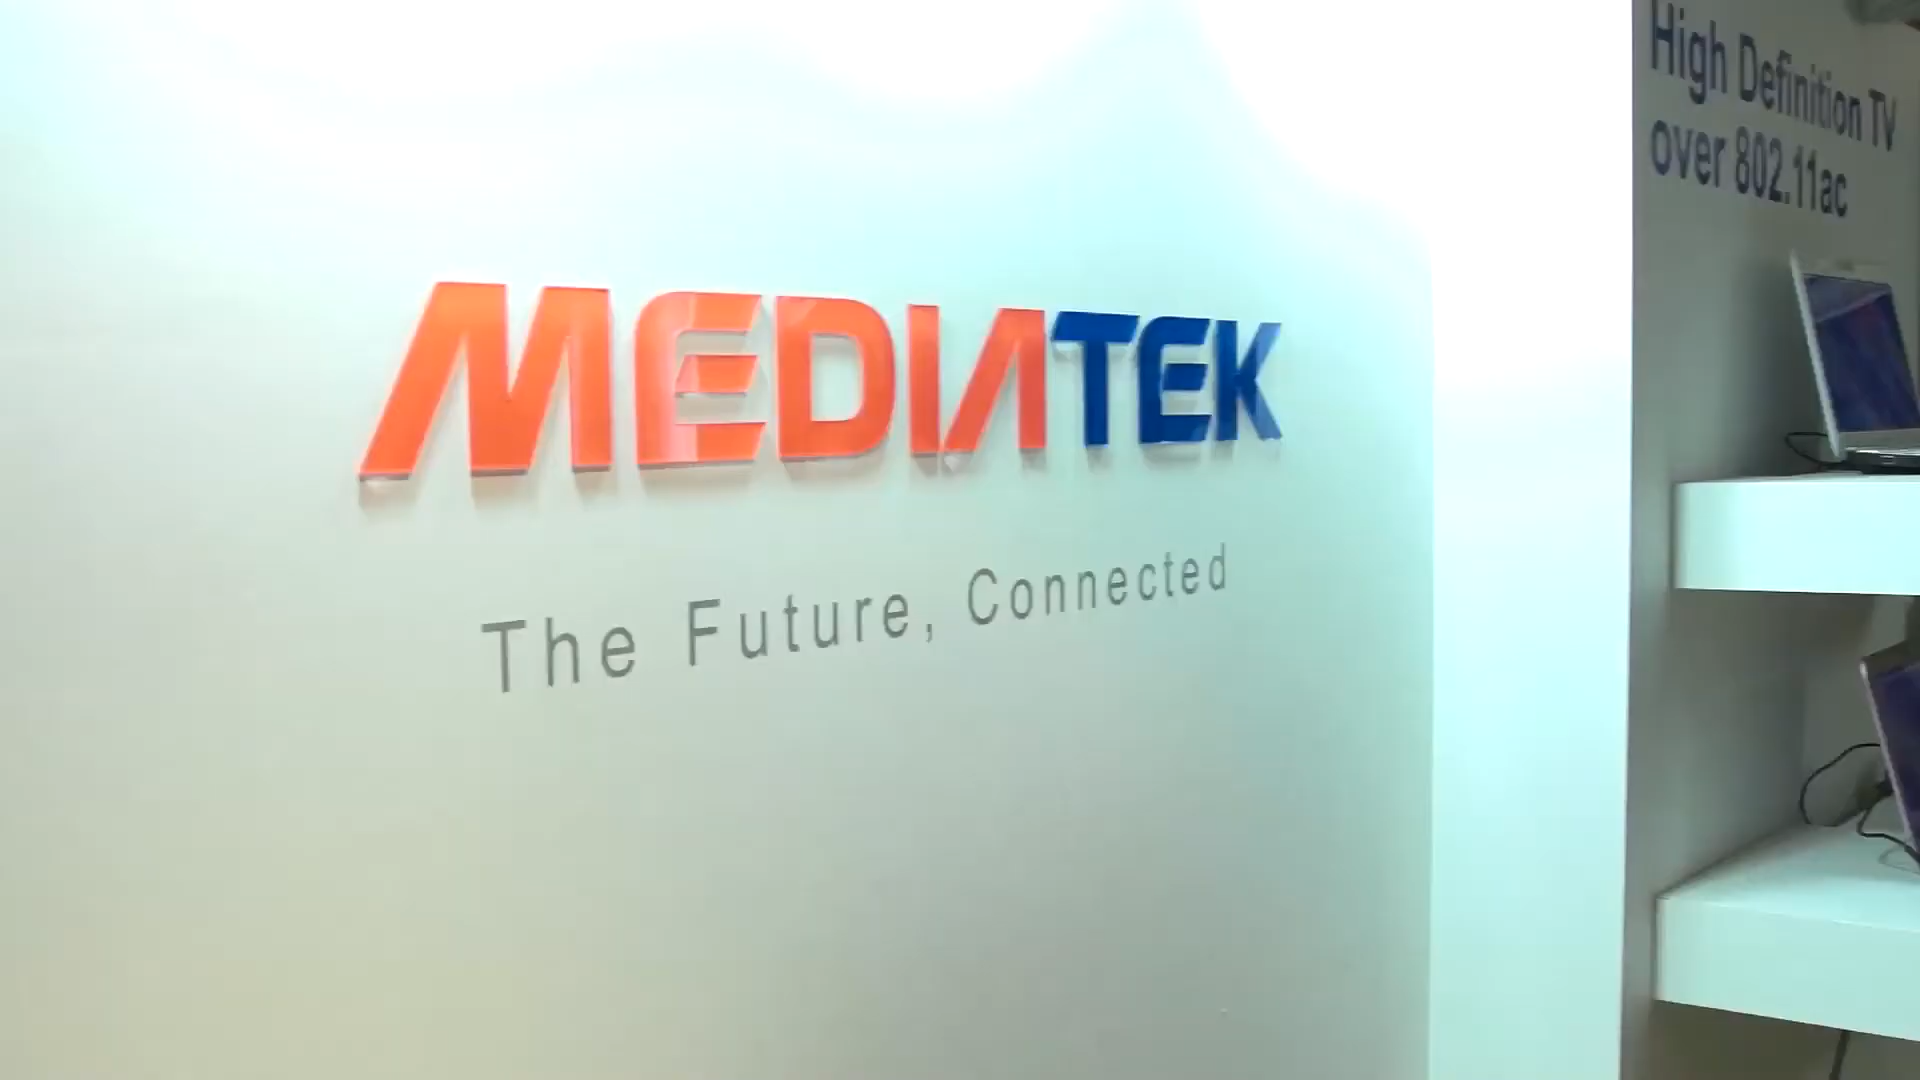 MEDIATEK
The Future, Connected
High Definition TV
over 802.11ac